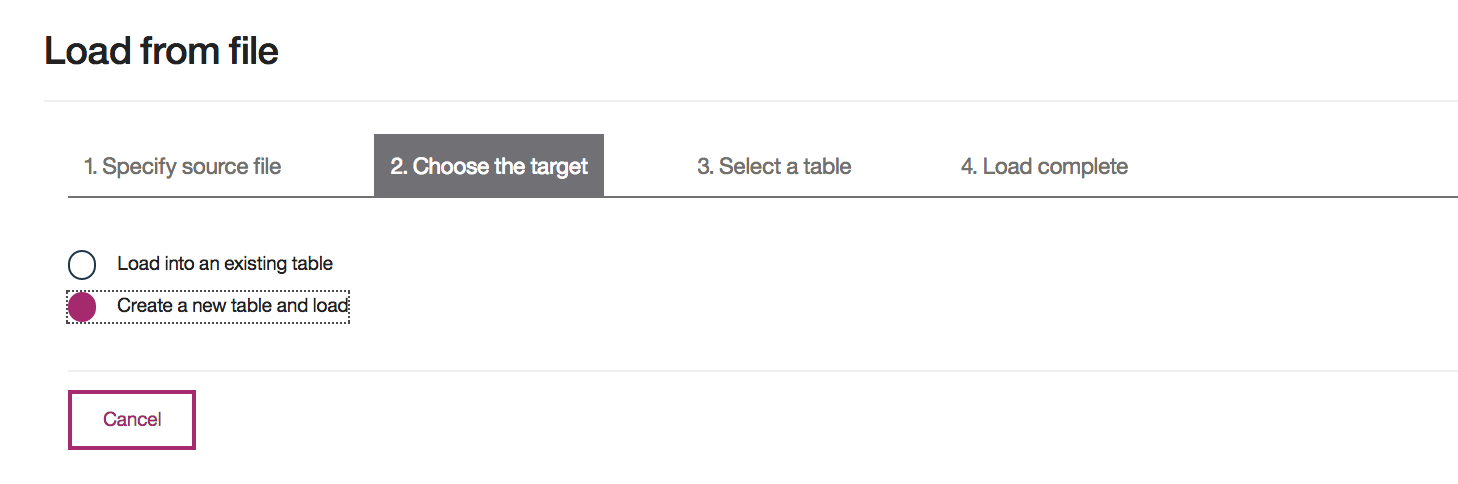 Load from file
1. Specify source file
2. Choose the target
3. Select a table
4. Load complete
Load into an existing table
Create a new table and load
Cancel